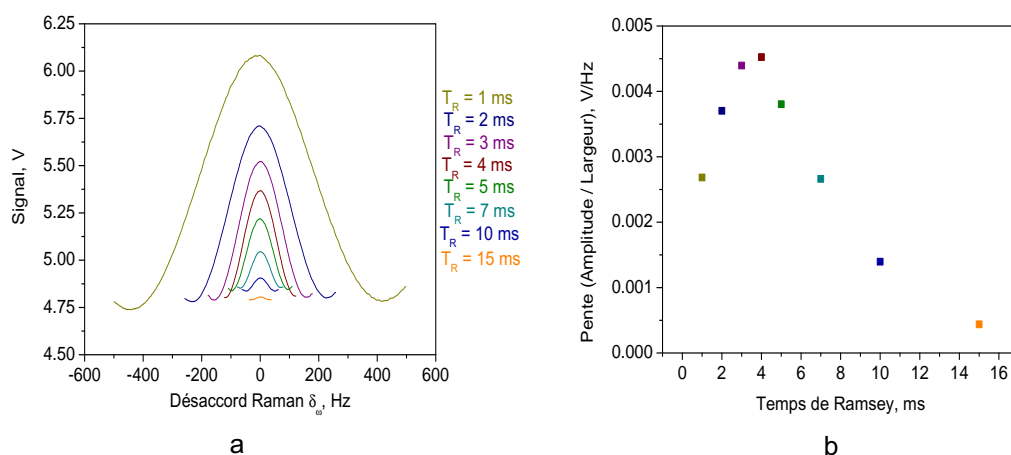 6.25
6.00
5.75
5.50
5.25
5.00
4.75
4.50
Signal, V
-600 -400 -200 0 200 400 600
Désaccord Raman δω, Hz
a
T_R = 1 ms
T_R = 2 ms
T_R = 3 ms
T_R = 4 ms
T_R = 5 ms
T_R = 7 ms
T_R = 10 ms
T_R = 15 ms
0.005
0.004
0.003
0.002
0.001
0.000
Pente (Amplitude / Largeur), V/Hz
0 2 4 6 8 10 12 14 16
Temps de Ramsey, ms
b